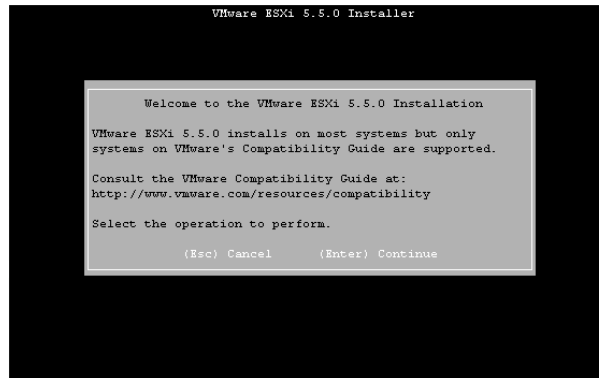 VMware ESXi 5.5.0 Installer
Welcome to the VMware ESXi 5.5.0 Installation
VMware ESXi 5.5.0 installs on most systems but only
systems on VMware's Compatibility Guide are supported.
Consult the VMware Compatibility Guide at:
http://www.vmware.com/resources/compatibility
Select the operation to perform.
(Esc) Cancel (Enter) Continue